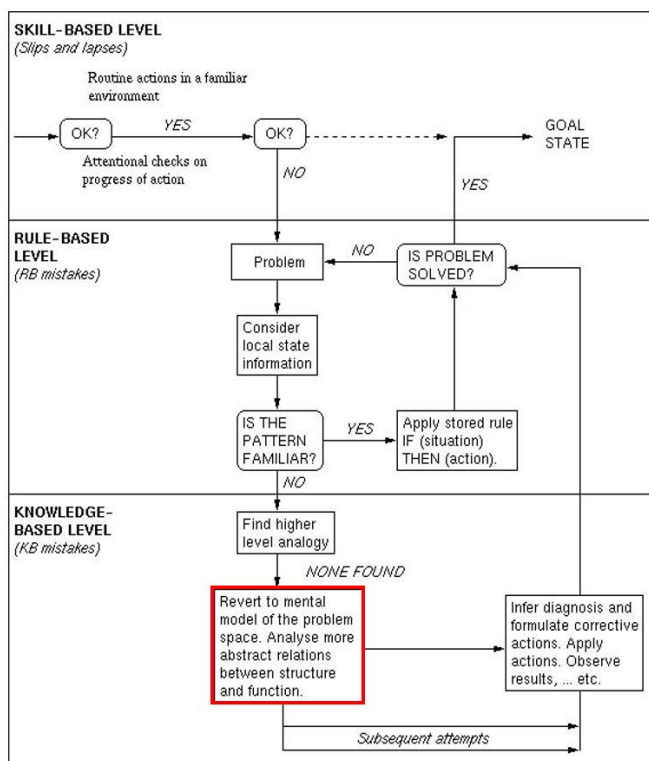 SKILL-BASED LEVEL
(Slips and lapses)
Routine actions in a familiar
environment
OK?
YES
OK?
GOAL
STATE
Attentional checks on
progress of action
NO
YES
RULE-BASED
LEVEL
(RB mistakes)
Problem
NO
IS PROBLEM
SOLVED?
Consider
local state
information
IS THE
PATTERN
FAMILIAR?
YES
Apply stored rule
IF (situation)
THEN (action).
NO
KNOWLEDGE-
BASED LEVEL
(KB mistakes)
Find higher
level analogy
NONE FOUND
Revert to mental
model of the problem
space. Analyse more
abstract relations
between structure
and function.
Infer diagnosis and
formulate corrective
actions. Apply
actions. Observe
results, ... etc.
Subsequent attempts